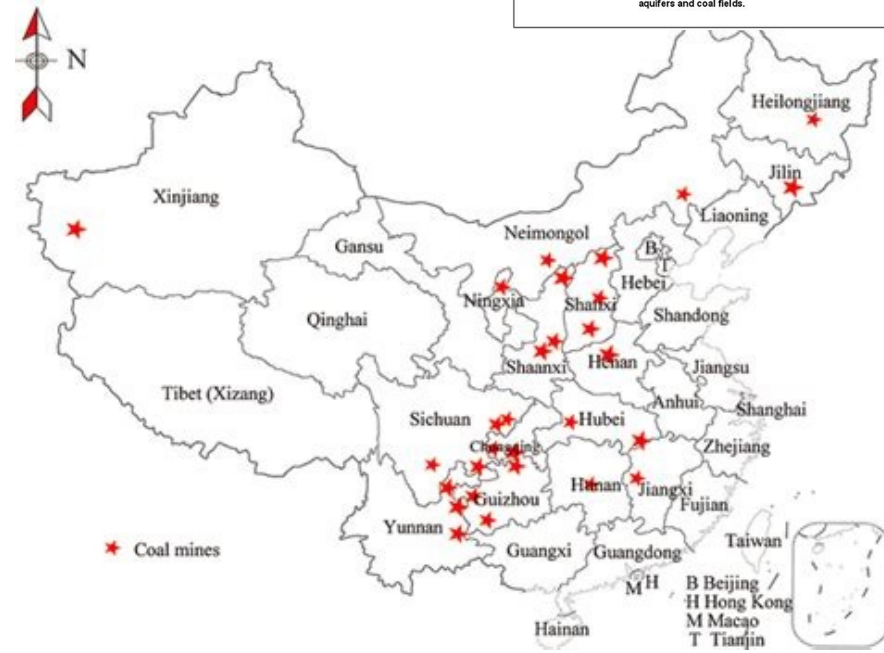 aquifers and coal fields.
N
Heilongjiang
Jilin
Xinjiang
Liaoning
Neimongol
Gansu
B
T
Hebei
Ningxia
Shanxi
Qinghai
Shandong
Shaanxi
Henan
Jiangsu
Tibet (Xizang)
Anhui
Shanghai
Sichuan
Hubei
Chongqing
Zhejiang
Hunan
Jiangxi
Guizhou
Fujian
Yunnan
Taiwan
Coal mines
Guangxi
Guangdong
M H
B Beijing
H Hong Kong
M Macao
T Tianjin
Hainan